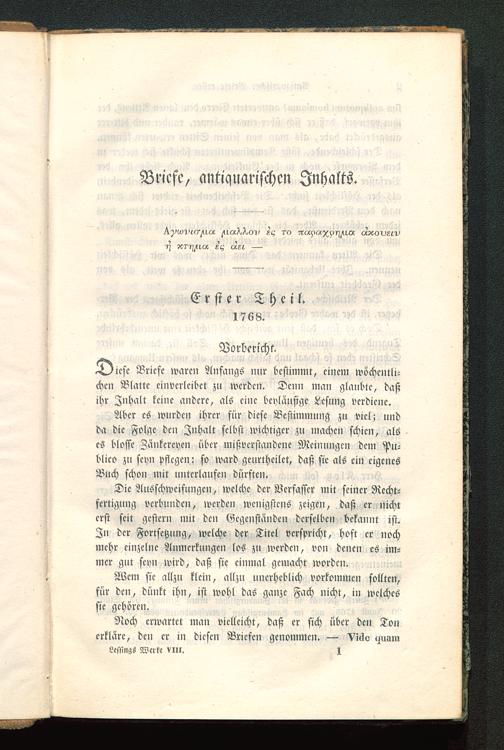 Briefe, antiquarischen Inhalts.
Αγωνισμα μαλλον ἐς το παραχρημα ἀκουειν
ἠ κτημα ἐς ἀει —
Erster Theil.
1768.
Vorbericht.
Diese Briefe waren Anfangs nur bestimmt, einem wöchentli-
chen Blatte einverleibet zu werden. Denn man glaubte, daß
ihr Inhalt keine andere, als eine beyläufige Lesung verdiene.
Aber es wurden ihrer für diese Bestimmung zu viel; und
da die Folge den Inhalt selbst wichtiger zu machen schien, als
es blosse Zänkereyen über mißverstandene Meinungen dem Pu-
blico zu seyn pflegen: so ward geurtheilet, daß sie als ein eigenes
Buch schon mit unterlaufen dürften.
Die Ausschweifungen, welche der Verfasser mit seiner Recht-
fertigung verbunden, werden wenigstens zeigen, daß er nicht
erst seit gestern mit den Gegenständen derselben bekannt ist.
In der Fortsetzung, welche der Titel verspricht, hoft er noch
mehr einzelne Anmerkungen los zu werden, von denen es im-
mer gut seyn wird, daß sie einmal gemacht worden.
Wem sie allzu klein, allzu unerheblich vorkommen sollten,
für den, dünkt ihn, ist wohl das ganze Fach nicht, in welches
sie gehören.
Noch erwartet man vielleicht, daß er sich über den Ton
erkläre, den er in diesen Briefen genommen. — Vide quam
Lessings Werke VIII. 1